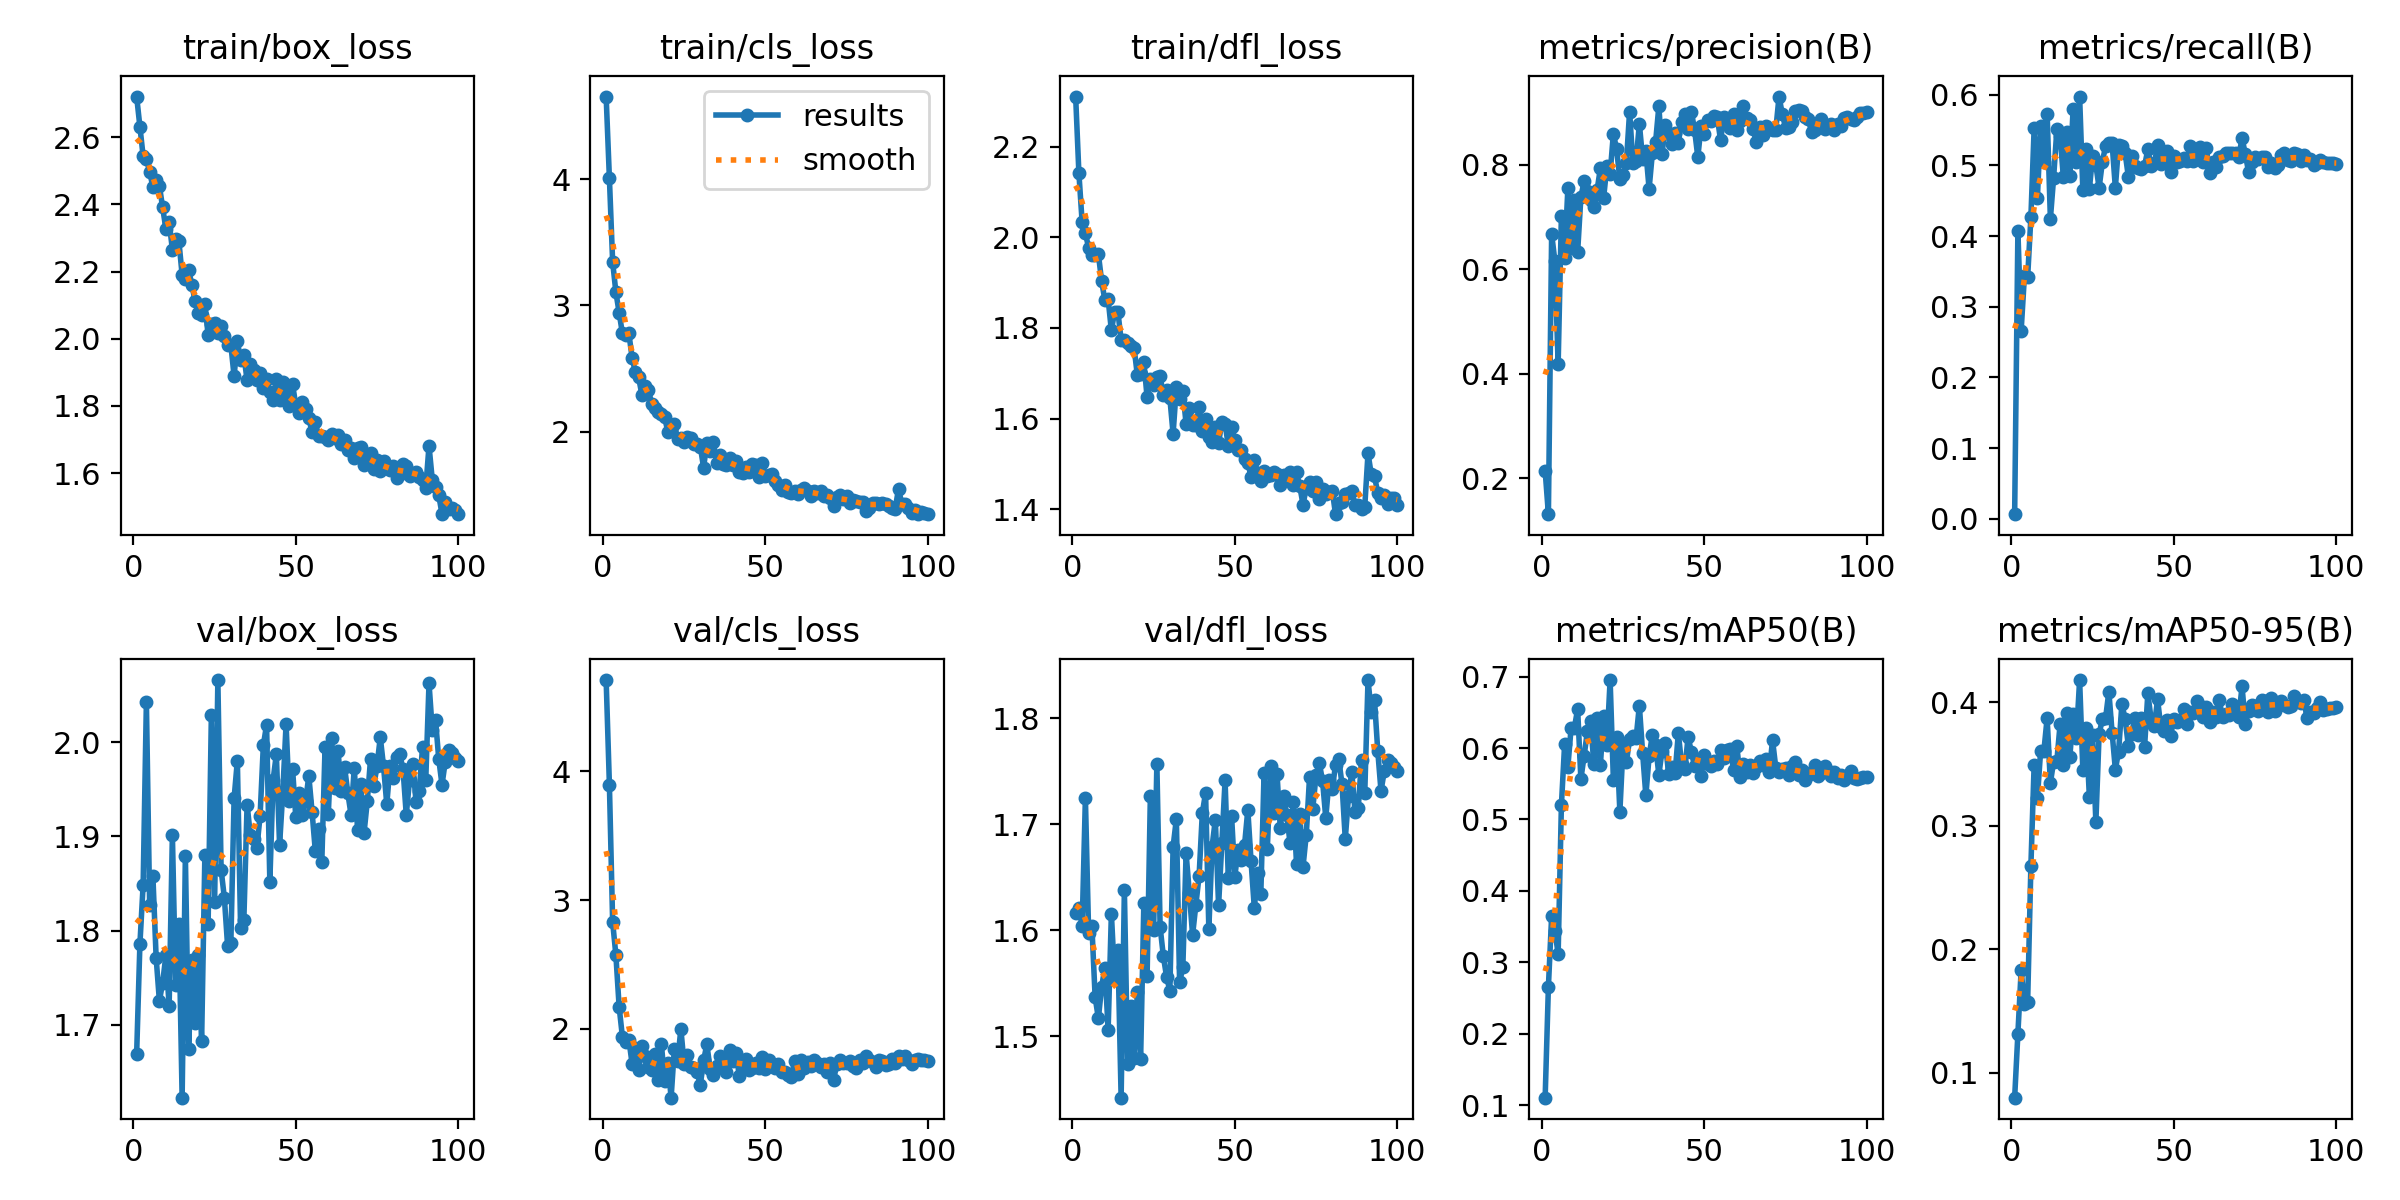 train/box_loss
2.6
2.4
2.2
2.0
1.8
1.6
0 50 100
train/cls_loss
results
smooth
4
3
2
0 50 100
train/dfl_loss
2.2
2.0
1.8
1.6
1.4
0 50 100
metrics/precision(B)
0.8
0.6
0.4
0.2
0 50 100
metrics/recall(B)
0.6
0.5
0.4
0.3
0.2
0.1
0.0
0 50 100
val/box_loss
2.0
1.9
1.8
1.7
0 50 100
val/cls_loss
4
3
2
0 50 100
val/dfl_loss
1.8
1.7
1.6
1.5
0 50 100
metrics/mAP50(B)
0.7
0.6
0.5
0.4
0.3
0.2
0.1
0 50 100
metrics/mAP50-95(B)
0.4
0.3
0.2
0.1
0 50 100